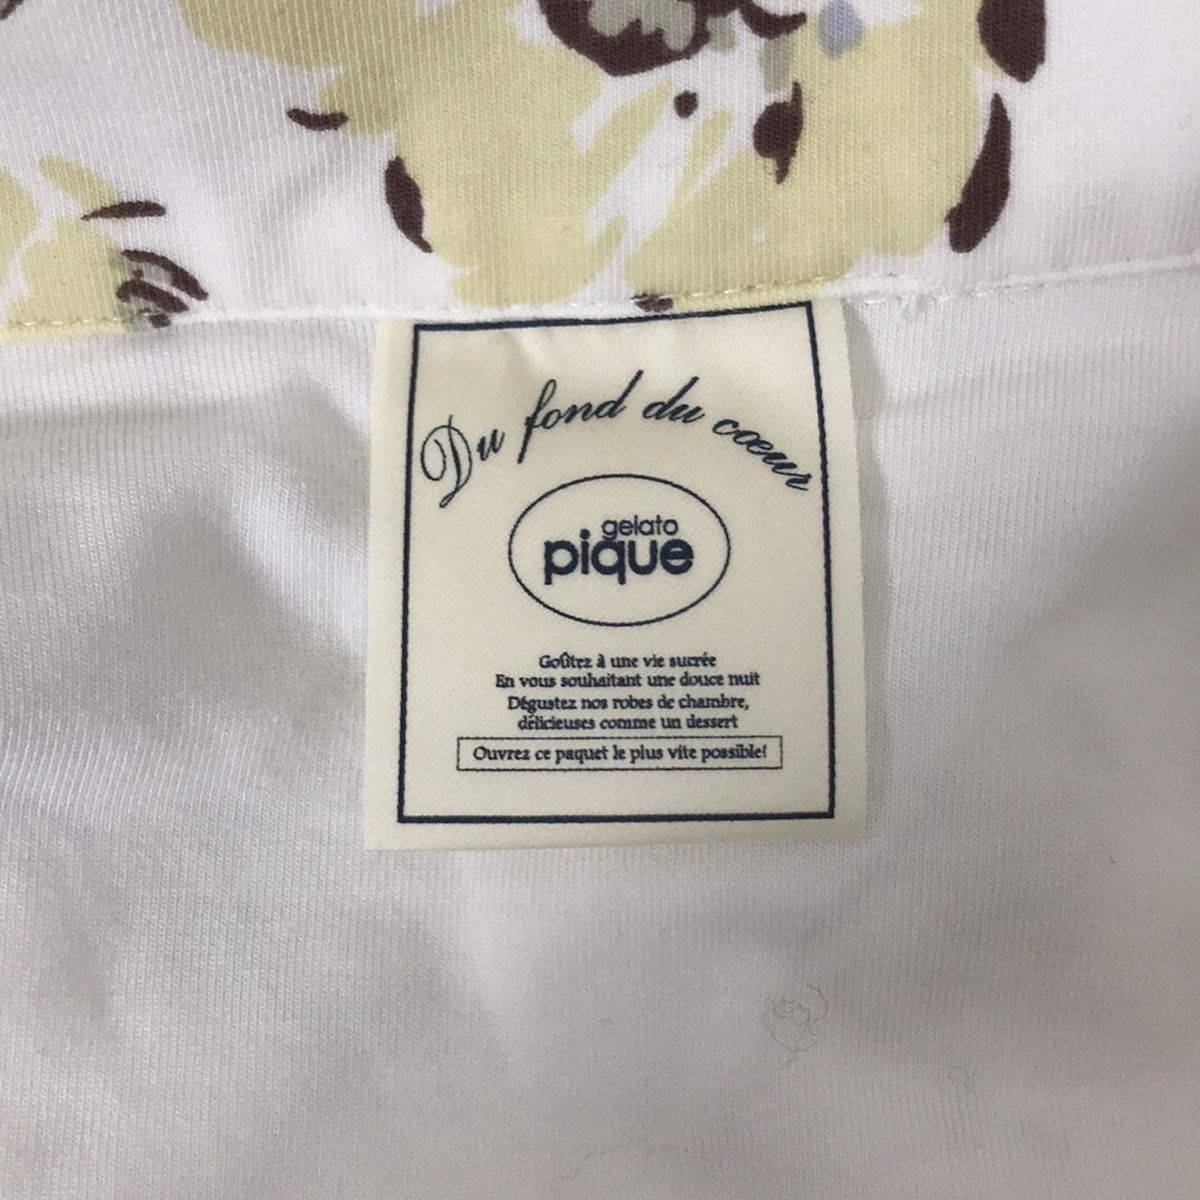 Du fond du cœur
gelato
pique
Goûtez à une vie sucrée
En vous souhaitant une douce nuit
Dégustez nos robes de chambre,
délicieuses comme un dessert
Ouvrez ce paquet le plus vite possible!